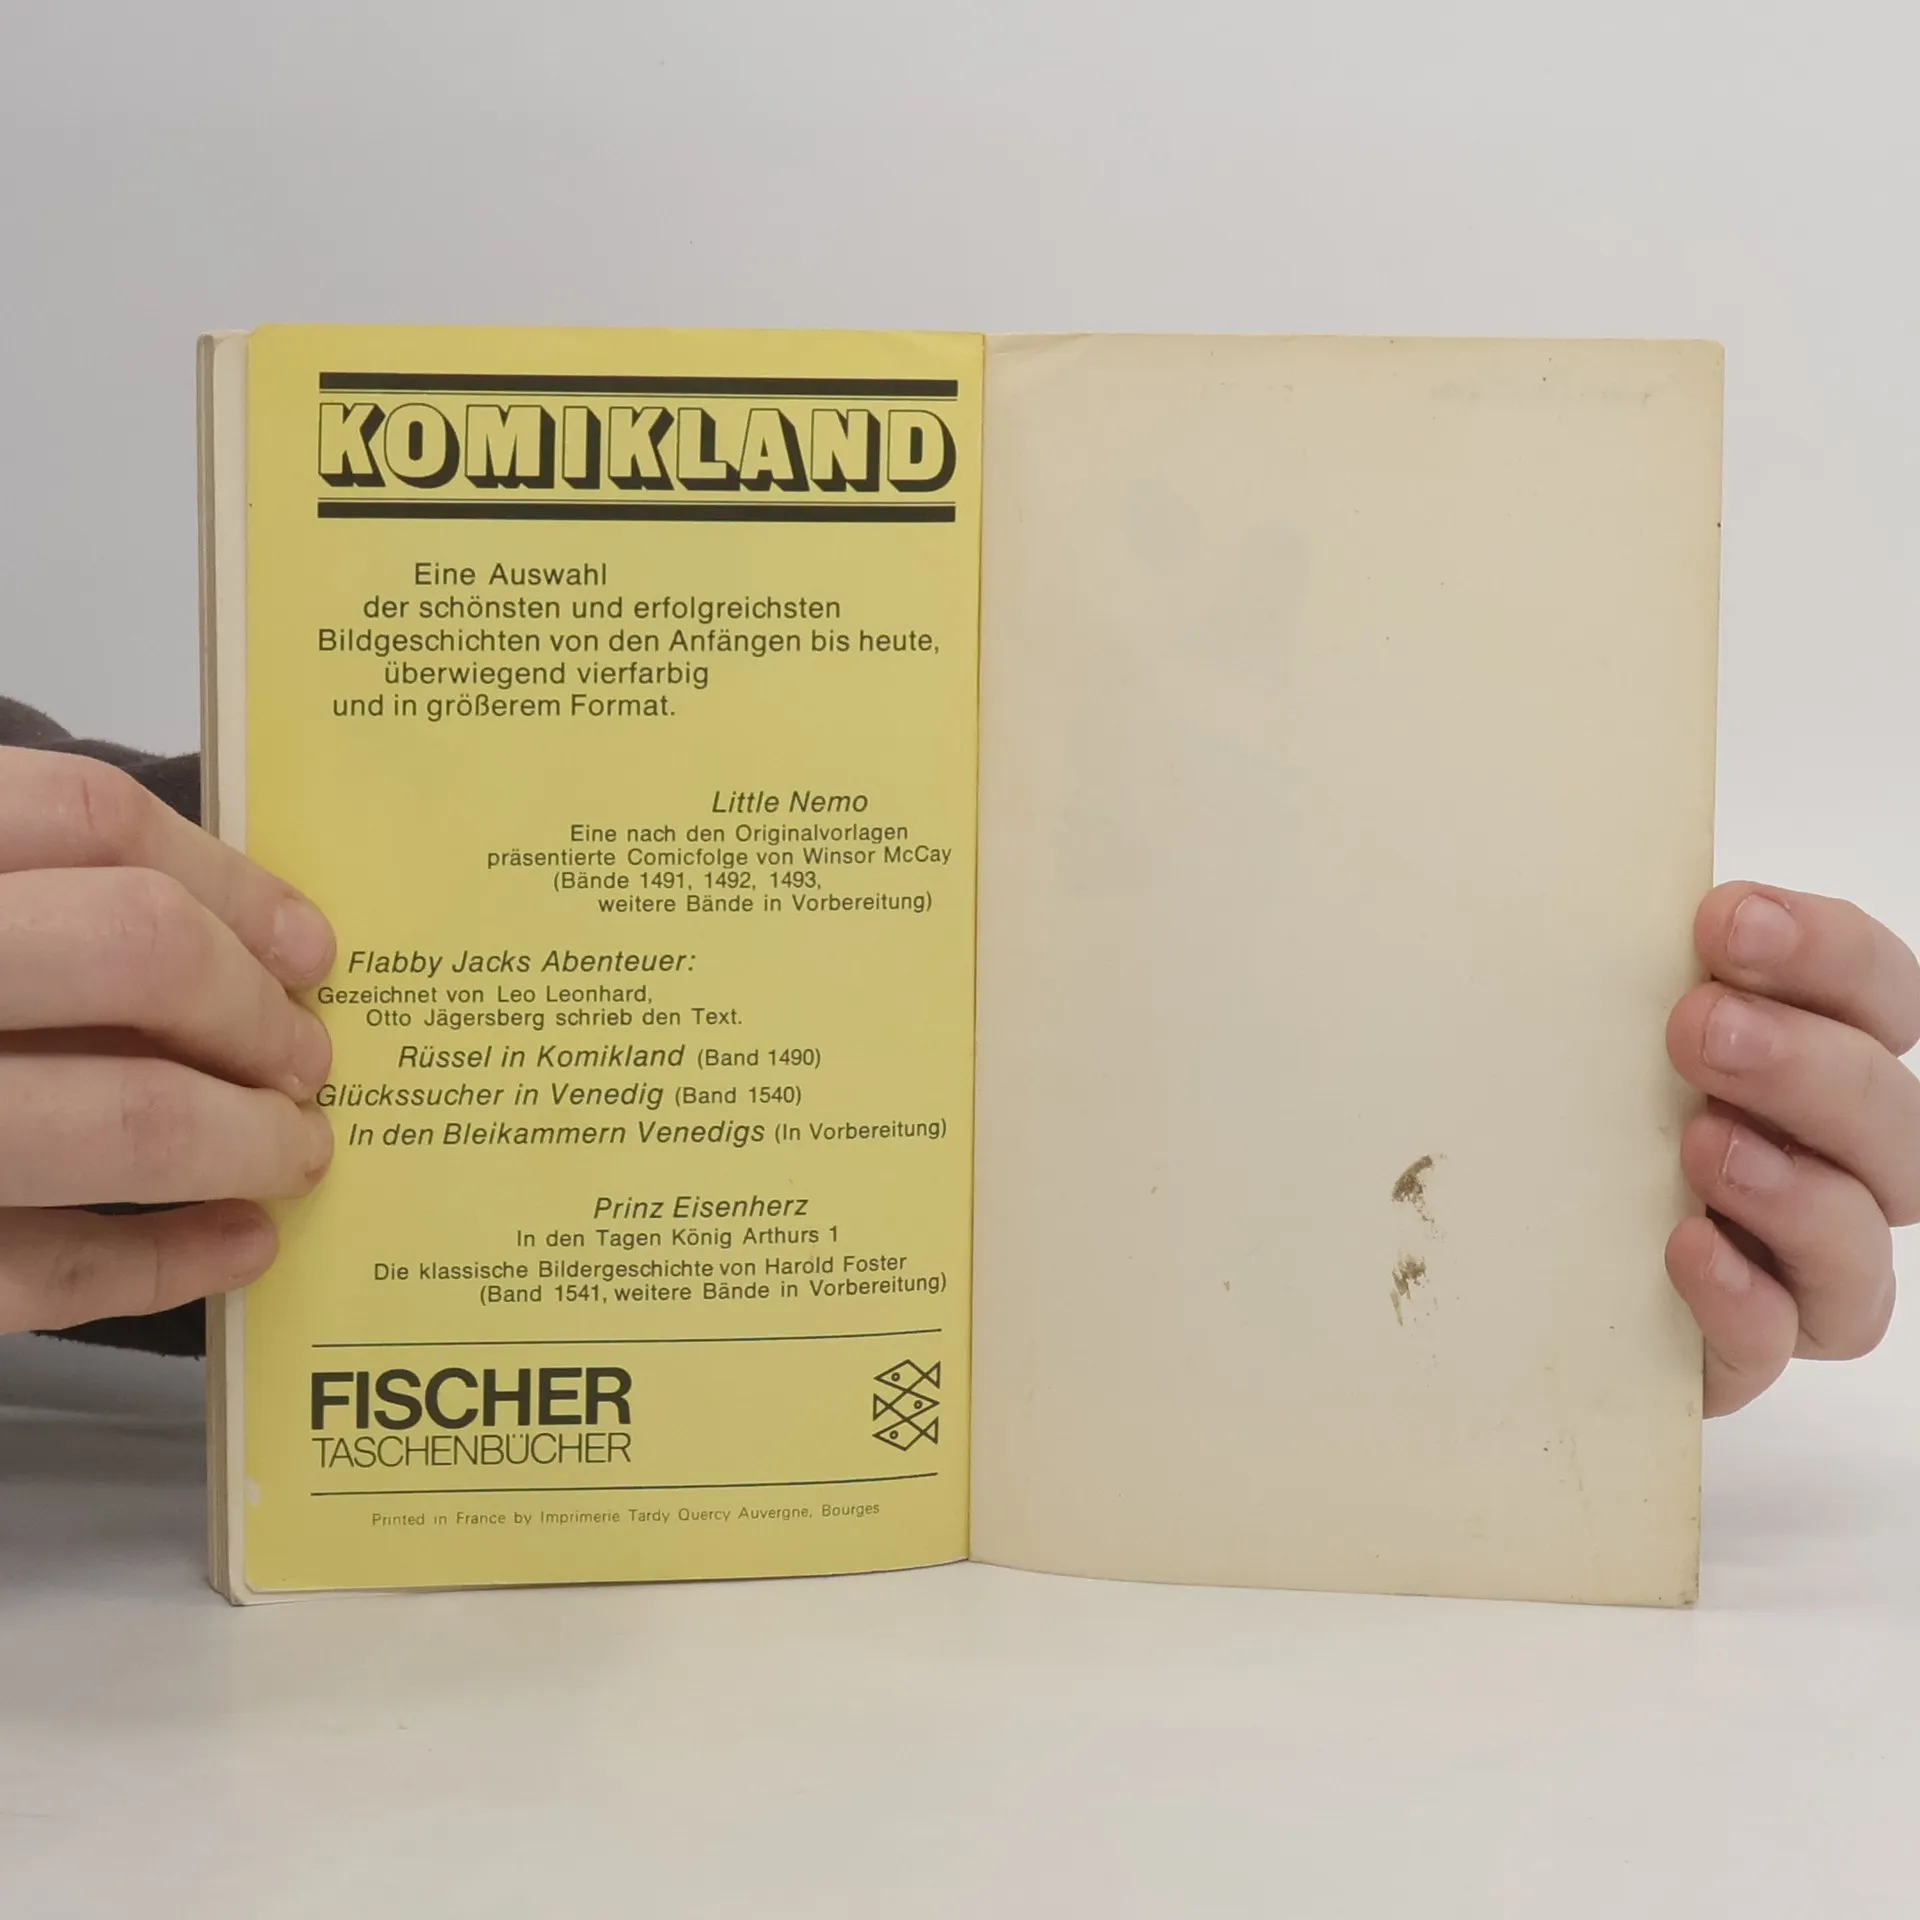 KOMIKLAND
Eine Auswahl
der schönsten und erfolgreichsten
Bildgeschichten von den Anfängen bis heute,
überwiegend vierfarbig
und in größerem Format.
Little Nemo
Eine nach den Originalvorlagen
präsentierte Comicfolge von Winsor McCay
(Bände 1491, 1492, 1493,
weitere Bände in Vorbereitung)
Flabby Jacks Abenteuer:
Gezeichnet von Leo Leonhard,
Otto Jägersberg schrieb den Text.
Rüssel in Komikland (Band 1490)
Glückssucher in Venedig (Band 1540)
In den Bleikammern Venedigs (In Vorbereitung)
Prinz Eisenherz
In den Tagen König Arthurs 1
Die klassische Bildergeschichte von Harold Foster
(Band 1541, weitere Bände in Vorbereitung)
FISCHER
TASCHENBÜCHER
Printed in France by Imprimerie Tardy Quercy Auvergne, Bourges